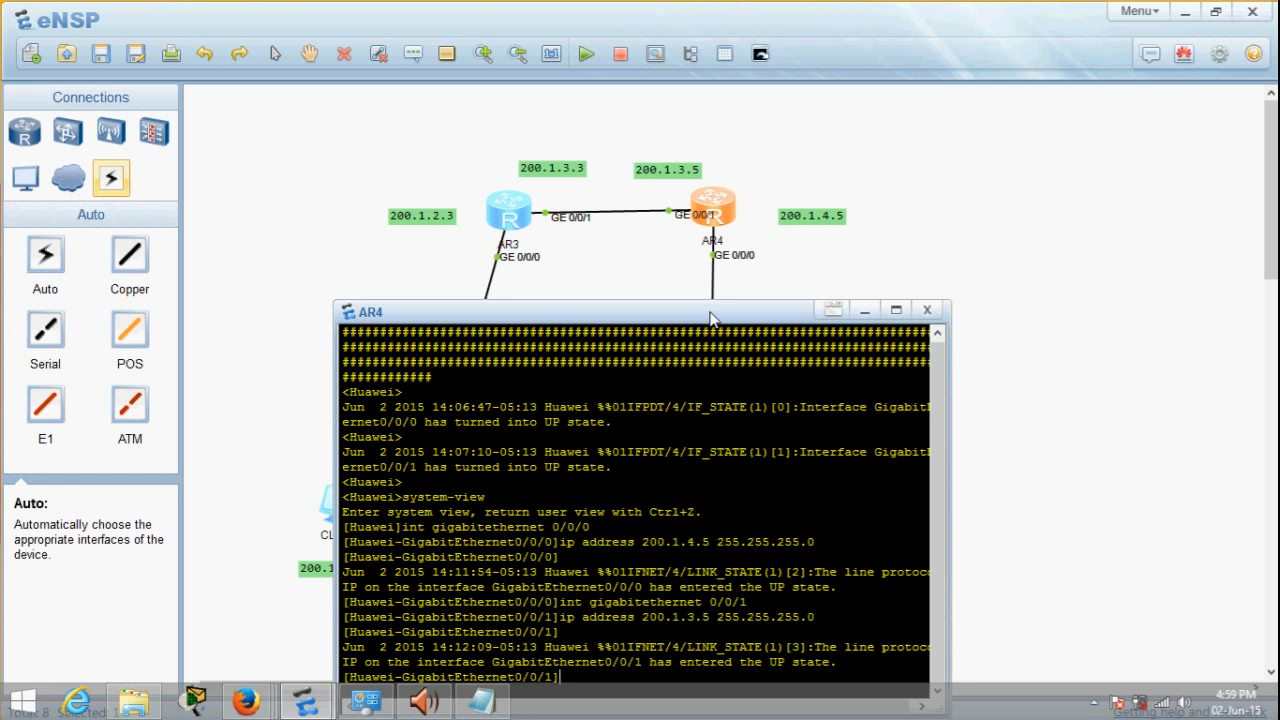 eNSP
Menu
Connections
R
Auto
Auto
Copper
Serial
POS
E1
ATM
Auto:
Automatically choose the
appropriate interfaces of the
device.
200.1.3.3
200.1.3.5
200.1.2.3
200.1.4.5
R
R
GE 0/0/1
GE 0/0/1
AR3
AR4
GE 0/0/0
GE 0/0/0
CL
200.1
AR4
################################################################################
################################################################################
################################################################################
############
<Huawei>
Jun  2 2015 14:06:47-05:13 Huawei %%01IFPDT/4/IF_STATE(l)[0]:Interface Gigabit
ernet0/0/0 has turned into UP state.
<Huawei>
Jun  2 2015 14:07:10-05:13 Huawei %%01IFPDT/4/IF_STATE(l)[1]:Interface Gigabit
ernet0/0/1 has turned into UP state.
<Huawei>
<Huawei>system-view
Enter system view, return user view with Ctrl+Z.
[Huawei]int gigabitethernet 0/0/0
[Huawei-GigabitEthernet0/0/0]ip address 200.1.4.5 255.255.255.0
[Huawei-GigabitEthernet0/0/0]
Jun  2 2015 14:11:54-05:13 Huawei %%01IFNET/4/LINK_STATE(l)[2]:The line protoc
IP on the interface GigabitEthernet0/0/0 has entered the UP state.
[Huawei-GigabitEthernet0/0/0]int gigabitethernet 0/0/1
[Huawei-GigabitEthernet0/0/1]ip address 200.1.3.5 255.255.255.0
[Huawei-GigabitEthernet0/0/1]
Jun  2 2015 14:12:09-05:13 Huawei %%01IFNET/4/LINK_STATE(l)[3]:The line protoc
IP on the interface GigabitEthernet0/0/1 has entered the UP state.
[Huawei-GigabitEthernet0/0/1]
Total: 8 Selected: 1
4:59 PM
02-Jun-15
Getting help and